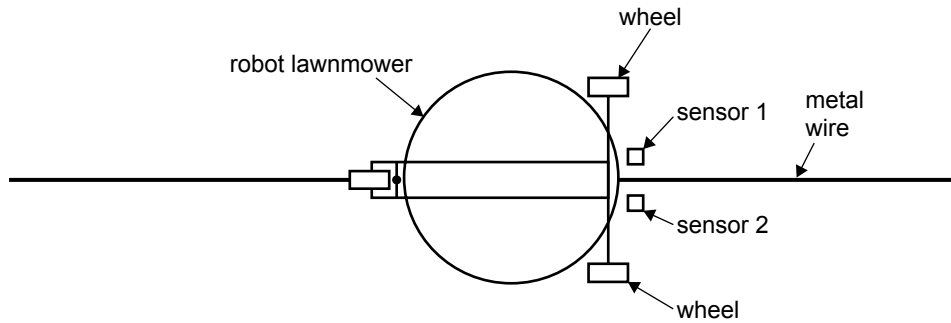 wheel
robot lawnmower
sensor 1
metal
wire
sensor 2
wheel